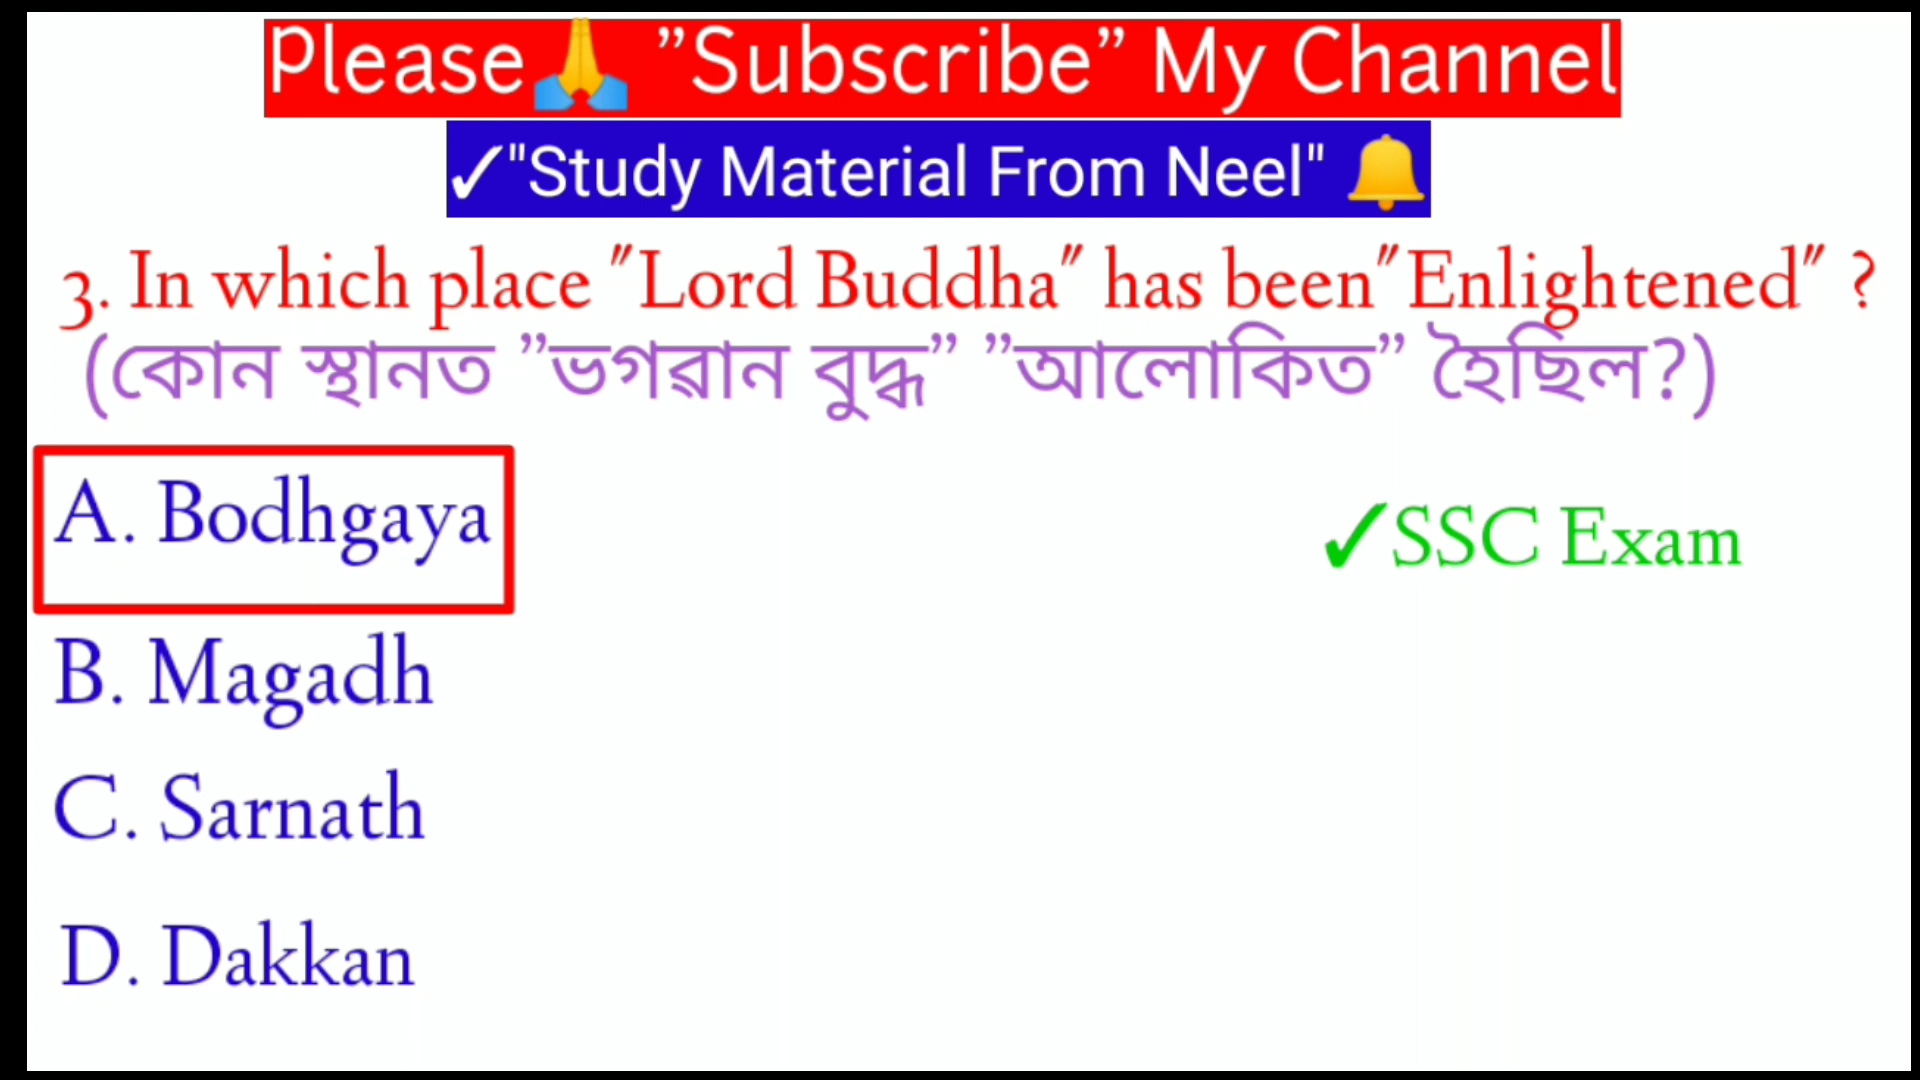 Please🙏 ”Subscribe” My Channel
✓"Study Material From Neel" 🔔
3. In which place "Lord Buddha" has been"Enlightened" ?
(কোন স্থানত ”ভগৱান বুদ্ধ” ”আলোকিত” হৈছিল?)
A. Bodhgaya
✓SSC Exam
B. Magadh
C. Sarnath
D. Dakkan